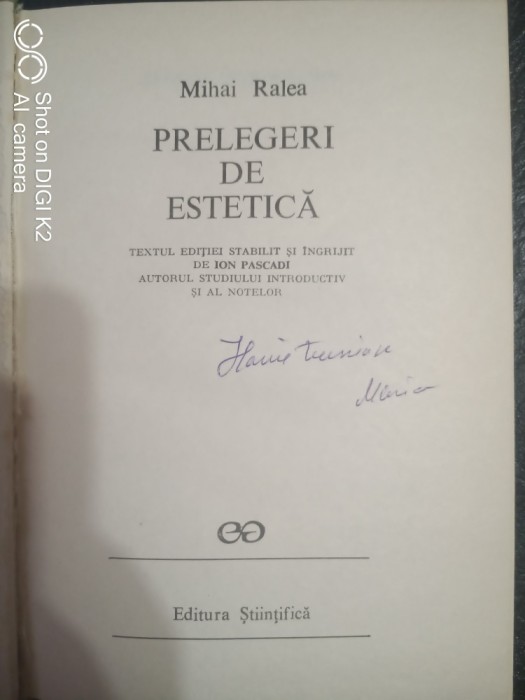 Mihai Ralea
PRELEGERI
DE
ESTETICĂ
TEXTUL EDIȚIEI STABILIT ȘI ÎNGRIJIT
DE ION PASCADI
AUTORUL STUDIULUI INTRODUCTIV
ȘI AL NOTELOR
Editura Științifică
Shot on DIGI K2
AI camera